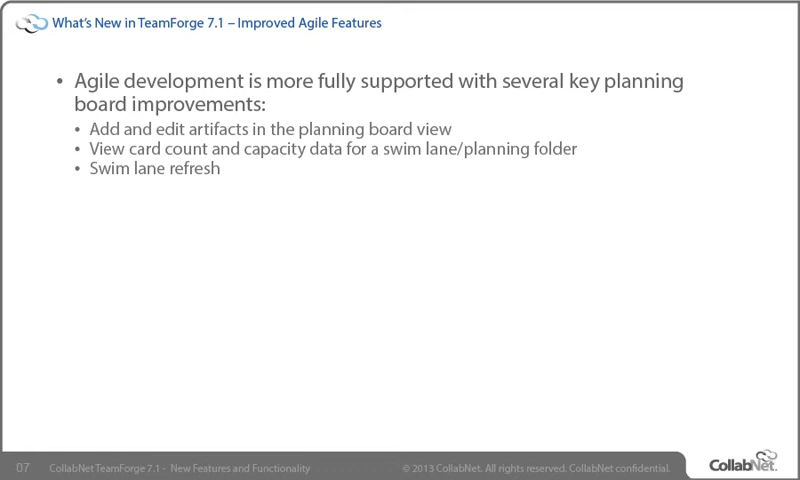 What's New in TeamForge 7.1 – Improved Agile Features
• Agile development is more fully supported with several key planning
board improvements:
• Add and edit artifacts in the planning board view
• View card count and capacity data for a swim lane/planning folder
• Swim lane refresh
07 CollabNet TeamForge 7.1 - New Features and Functionality © 2013 CollabNet. All rights reserved. CollabNet confidential.
CollabNet.